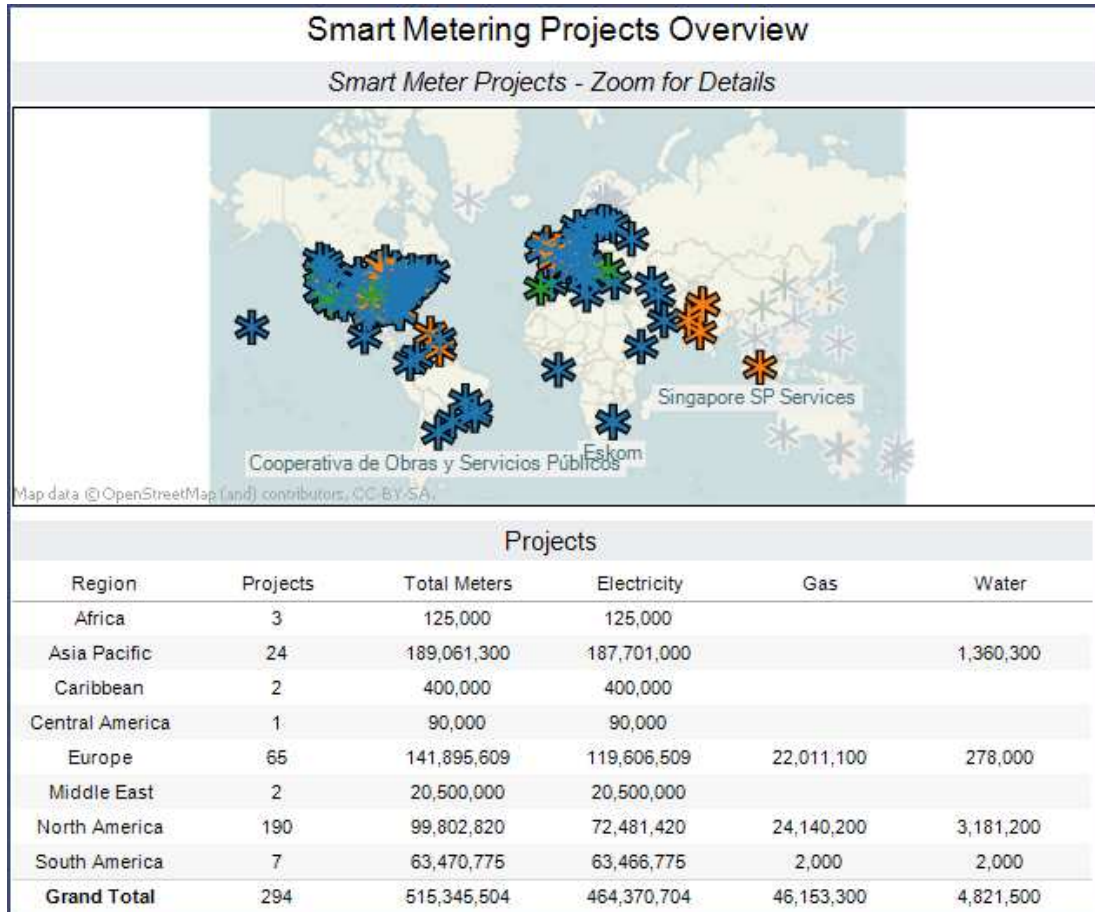 Smart Metering Projects Overview
Smart Meter Projects - Zoom for Details
Singapore SP Services
Eskom
Cooperativa de Obras y Servicios Públicos
Map data © OpenStreetMap (and) contributors, CC-BY-SA.
Projects
Region Projects Total Meters Electricity Gas Water
Africa 3 125,000 125,000
Asia Pacific 24 189,061,300 187,701,000 1,360,300
Caribbean 2 400,000 400,000
Central America 1 90,000 90,000
Europe 65 141,895,609 119,606,509 22,011,100 278,000
Middle East 2 20,500,000 20,500,000
North America 190 99,802,820 72,481,420 24,140,200 3,181,200
South America 7 63,470,775 63,466,775 2,000 2,000
Grand Total 294 515,345,504 464,370,704 46,153,300 4,821,500